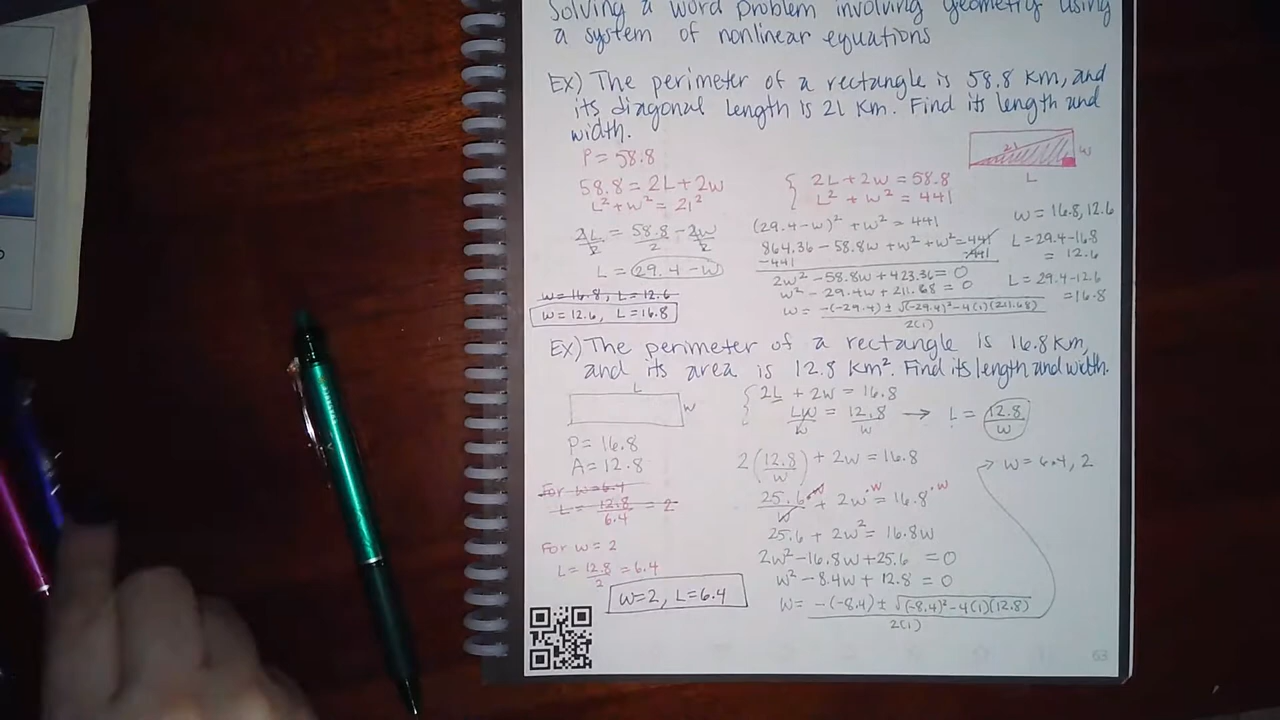 Solving a word problem involving geometry using
a system of nonlinear equations
Ex) The perimeter of a rectangle is 58.8 km, and
its diagonal length is 21 km. Find its length and
width.
P = 58.8
58.8 = 2L + 2w
L² + w² = 21²
2L/2 = 58.8/2 - 2w/2
L = 29.4 - w
w = 16.8, L = 12.6
w = 12.6, L = 16.8
{ 2L + 2w = 58.8
L² + w² = 441
(29.4 - w)² + w² = 441
864.36 - 58.8w + w² + w² = 441
-441 -441
2w² - 58.8w + 423.36 = 0
w² - 29.4w + 211.68 = 0
w = -(-29.4) ± √(-29.4)² - 4(1)(211.68)
2(1)
21
w
L
w = 16.8, 12.6
L = 29.4 - 16.8
= 12.6
L = 29.4 - 12.6
= 16.8
Ex) The perimeter of a rectangle is 16.8 km,
and its area is 12.8 km². Find its length and width.
L
w
P = 16.8
A = 12.8
For w = 6.4
L = 12.8/6.4 = 2
For w = 2
L = 12.8/2 = 6.4
w = 2, L = 6.4
{ 2L + 2w = 16.8
Lw/w = 12.8/w → L = 12.8/w
2(12.8/w) + 2w = 16.8
25.6/w ·w + 2w ·w = 16.8 ·w
25.6 + 2w² = 16.8w
2w² - 16.8w + 25.6 = 0
w² - 8.4w + 12.8 = 0
w = -(-8.4) ± √(-8.4)² - 4(1)(12.8)
2(1)
→ w = 6.4, 2
63